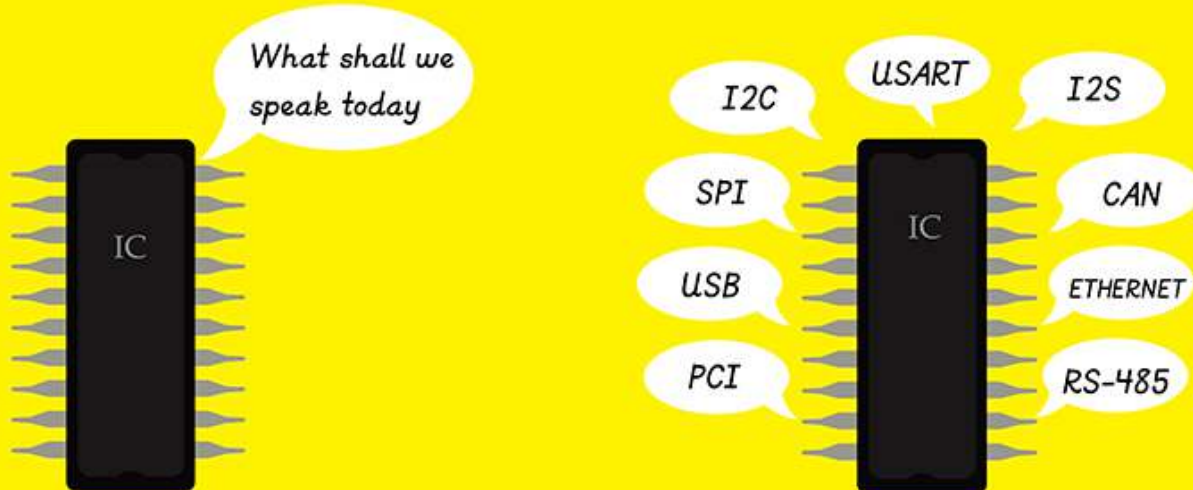 What shall we
speak today
IC
I2C
USART
I2S
SPI
CAN
IC
USB
ETHERNET
PCI
RS-485